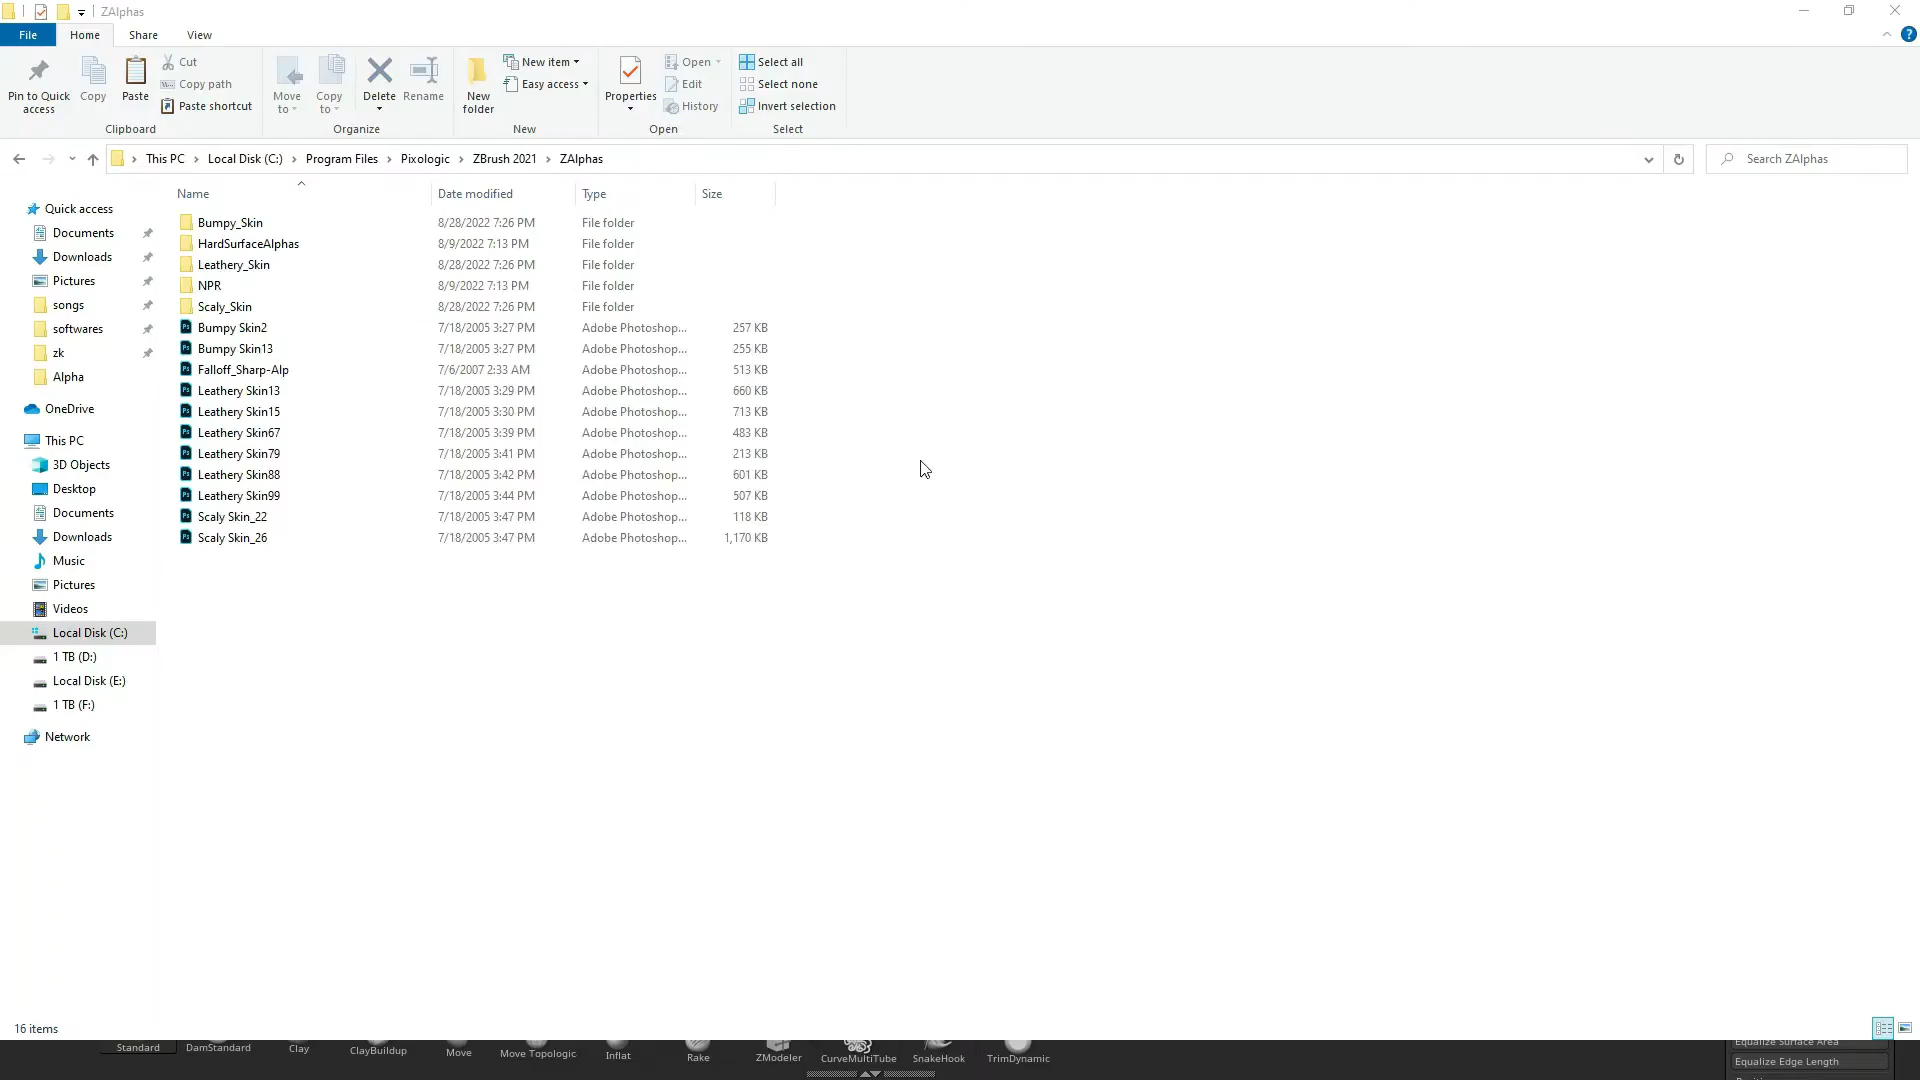 ZAlphas
File Home Share View
Pin to Quick access
Copy
Paste
Cut
Copy path
Paste shortcut
Clipboard
Move to
Copy to
Delete
Rename
Organize
New folder
New item
Easy access
New
Properties
Open
Edit
History
Open
Select all
Select none
Invert selection
Select
This PC › Local Disk (C:) › Program Files › Pixologic › ZBrush 2021 › ZAlphas
Search ZAlphas
Quick access
Documents
Downloads
Pictures
songs
softwares
zk
Alpha
OneDrive
This PC
3D Objects
Desktop
Documents
Downloads
Music
Pictures
Videos
Local Disk (C:)
1 TB (D:)
Local Disk (E:)
1 TB (F:)
Network
Name Date modified Type Size
Bumpy_Skin 8/28/2022 7:26 PM File folder
HardSurfaceAlphas 8/9/2022 7:13 PM File folder
Leathery_Skin 8/28/2022 7:26 PM File folder
NPR 8/9/2022 7:13 PM File folder
Scaly_Skin 8/28/2022 7:26 PM File folder
Bumpy Skin2 7/18/2005 3:27 PM Adobe Photoshop... 257 KB
Bumpy Skin13 7/18/2005 3:27 PM Adobe Photoshop... 255 KB
Falloff_Sharp-Alp 7/6/2007 2:33 AM Adobe Photoshop... 513 KB
Leathery Skin13 7/18/2005 3:29 PM Adobe Photoshop... 660 KB
Leathery Skin15 7/18/2005 3:30 PM Adobe Photoshop... 713 KB
Leathery Skin67 7/18/2005 3:39 PM Adobe Photoshop... 483 KB
Leathery Skin79 7/18/2005 3:41 PM Adobe Photoshop... 213 KB
Leathery Skin88 7/18/2005 3:42 PM Adobe Photoshop... 601 KB
Leathery Skin99 7/18/2005 3:44 PM Adobe Photoshop... 507 KB
Scaly Skin_22 7/18/2005 3:47 PM Adobe Photoshop... 118 KB
Scaly Skin_26 7/18/2005 3:47 PM Adobe Photoshop... 1,170 KB
16 items
Standard DamStandard Clay ClayBuildup Move Move Topologic Inflat Rake ZModeler CurveMultiTube SnakeHook TrimDynamic
Equalize Surface Area
Equalize Edge Length